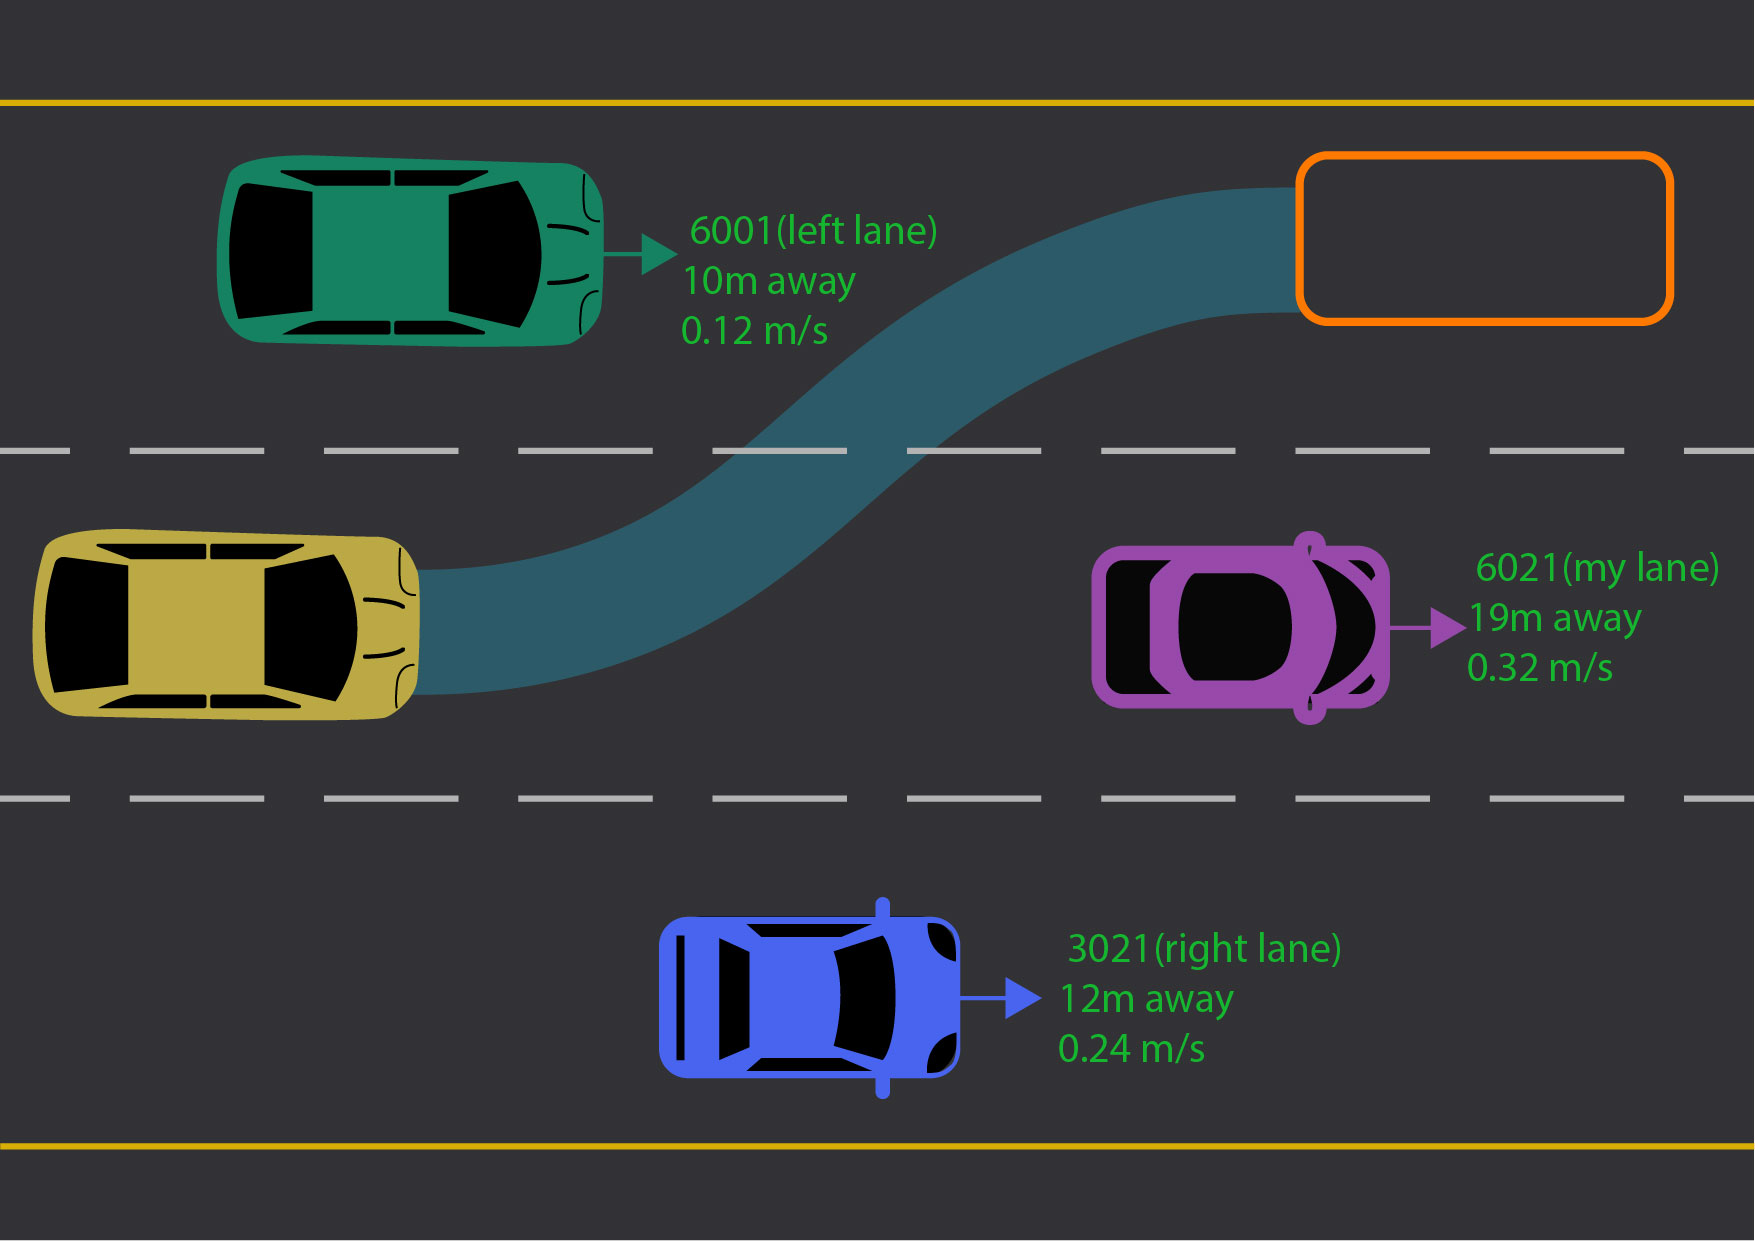 6001(left lane)
10m away
0.12 m/s
6021(my lane)
19m away
0.32 m/s
3021(right lane)
12m away
0.24 m/s